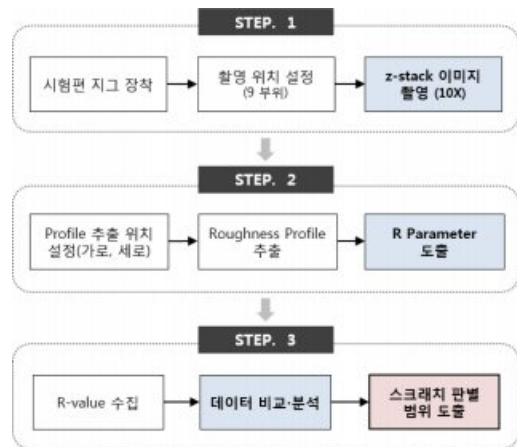 STEP. 1
시험편 지그 장착
촬영 위치 설정
(9 부위)
z-stack 이미지
촬영 (10X)
STEP. 2
Profile 추출 위치
설정(가로, 세로)
Roughness Profile
추출
R Parameter
도출
STEP. 3
R-value 수집
데이터 비교·분석
스크래치 판별
범위 도출